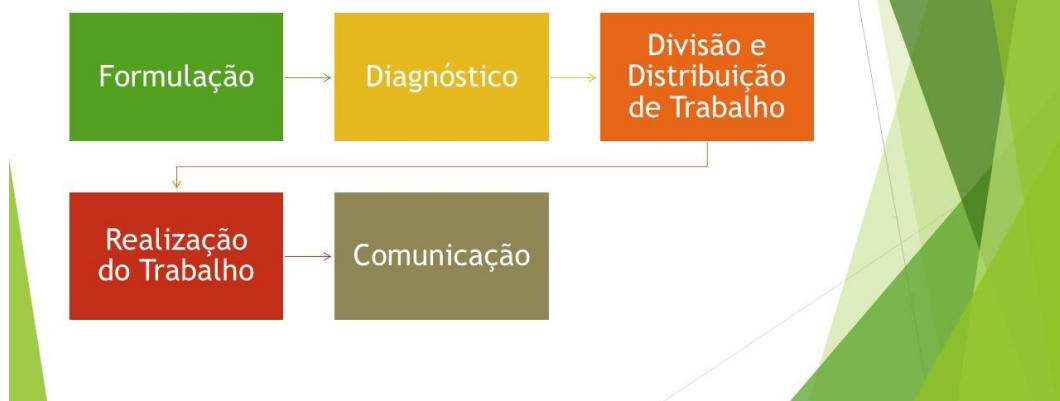 Formulação
Diagnóstico
Divisão e
Distribuição
de Trabalho
Realização
do Trabalho
Comunicação